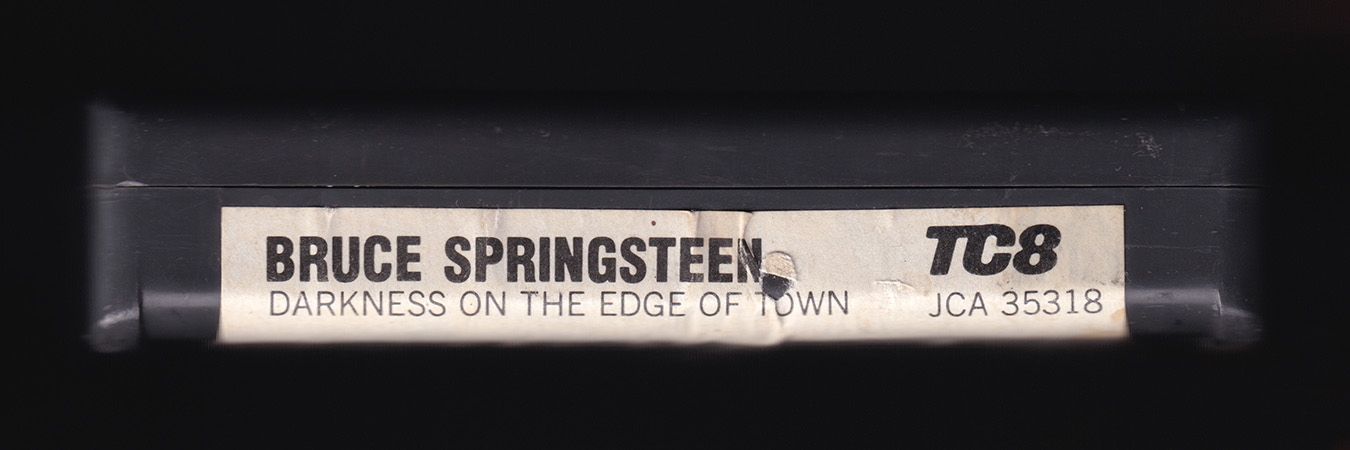 BRUCE SPRINGSTEEN
DARKNESS ON THE EDGE OF TOWN
TC8
JCA 35318